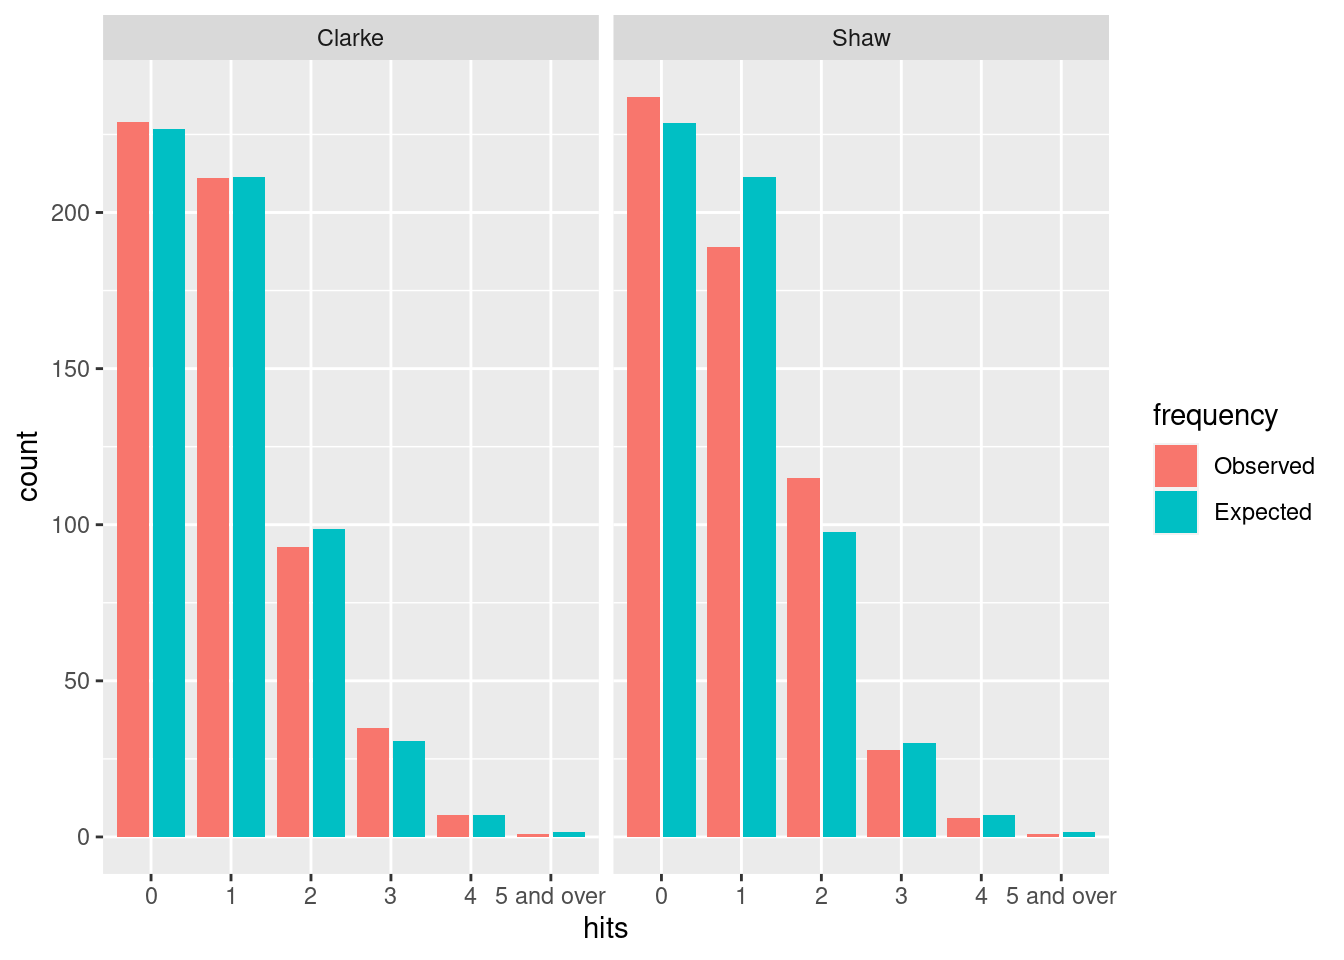 Clarke
Shaw
200
150
100
50
0
count
0 1 2 3 4 5 and over
0 1 2 3 4 5 and over
hits
frequency
Observed
Expected